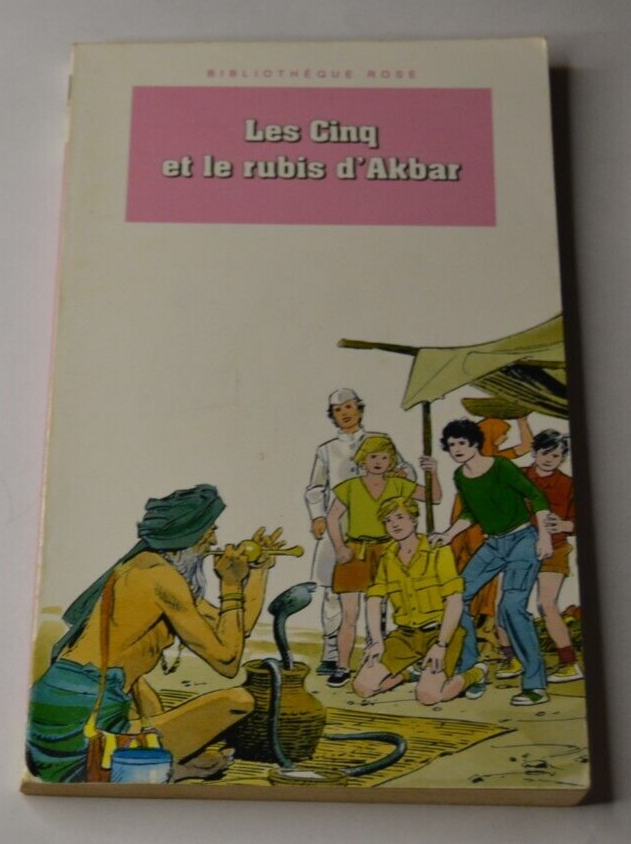 BIBLIOTHÈQUE ROSE
Les Cinq
et le rubis d'Akbar